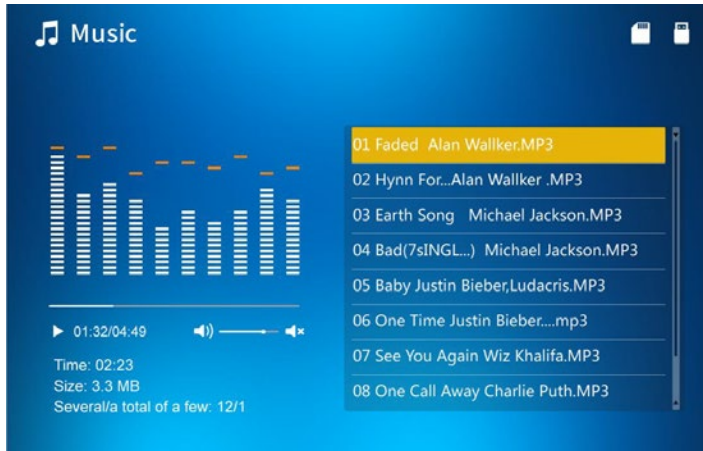 Music
01 Faded Alan Wallker.MP3
02 Hynn For...Alan Wallker .MP3
03 Earth Song Michael Jackson.MP3
04 Bad(7sINGL...) Michael Jackson.MP3
05 Baby Justin Bieber,Ludacris.MP3
06 One Time Justin Bieber....mp3
07 See You Again Wiz Khalifa.MP3
08 One Call Away Charlie Puth.MP3
01:32/04:49
Time: 02:23
Size: 3.3 MB
Several/a total of a few: 12/1